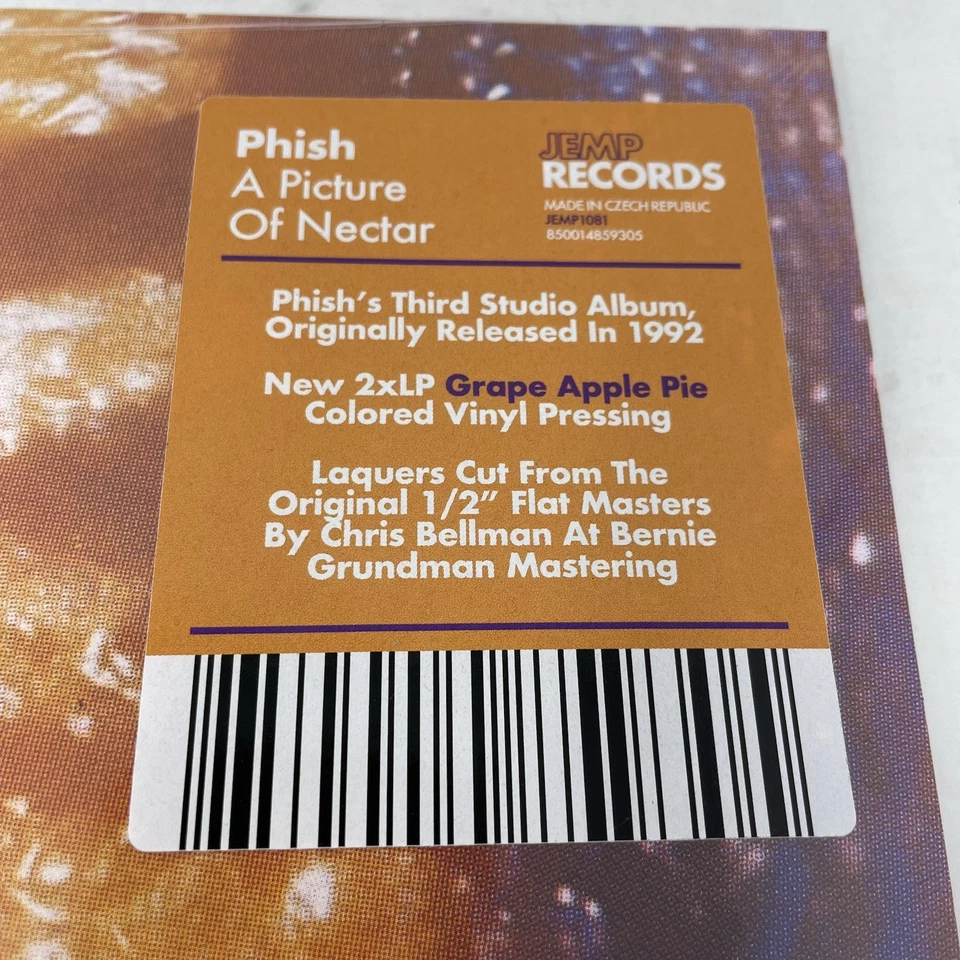 Phish
A Picture
Of Nectar
JEMP
RECORDS
MADE IN CZECH REPUBLIC
JEMP1081
850014859305
Phish's Third Studio Album,
Originally Released In 1992
New 2xLP Grape Apple Pie
Colored Vinyl Pressing
Laquers Cut From The
Original 1/2” Flat Masters
By Chris Bellman At Bernie
Grundman Mastering